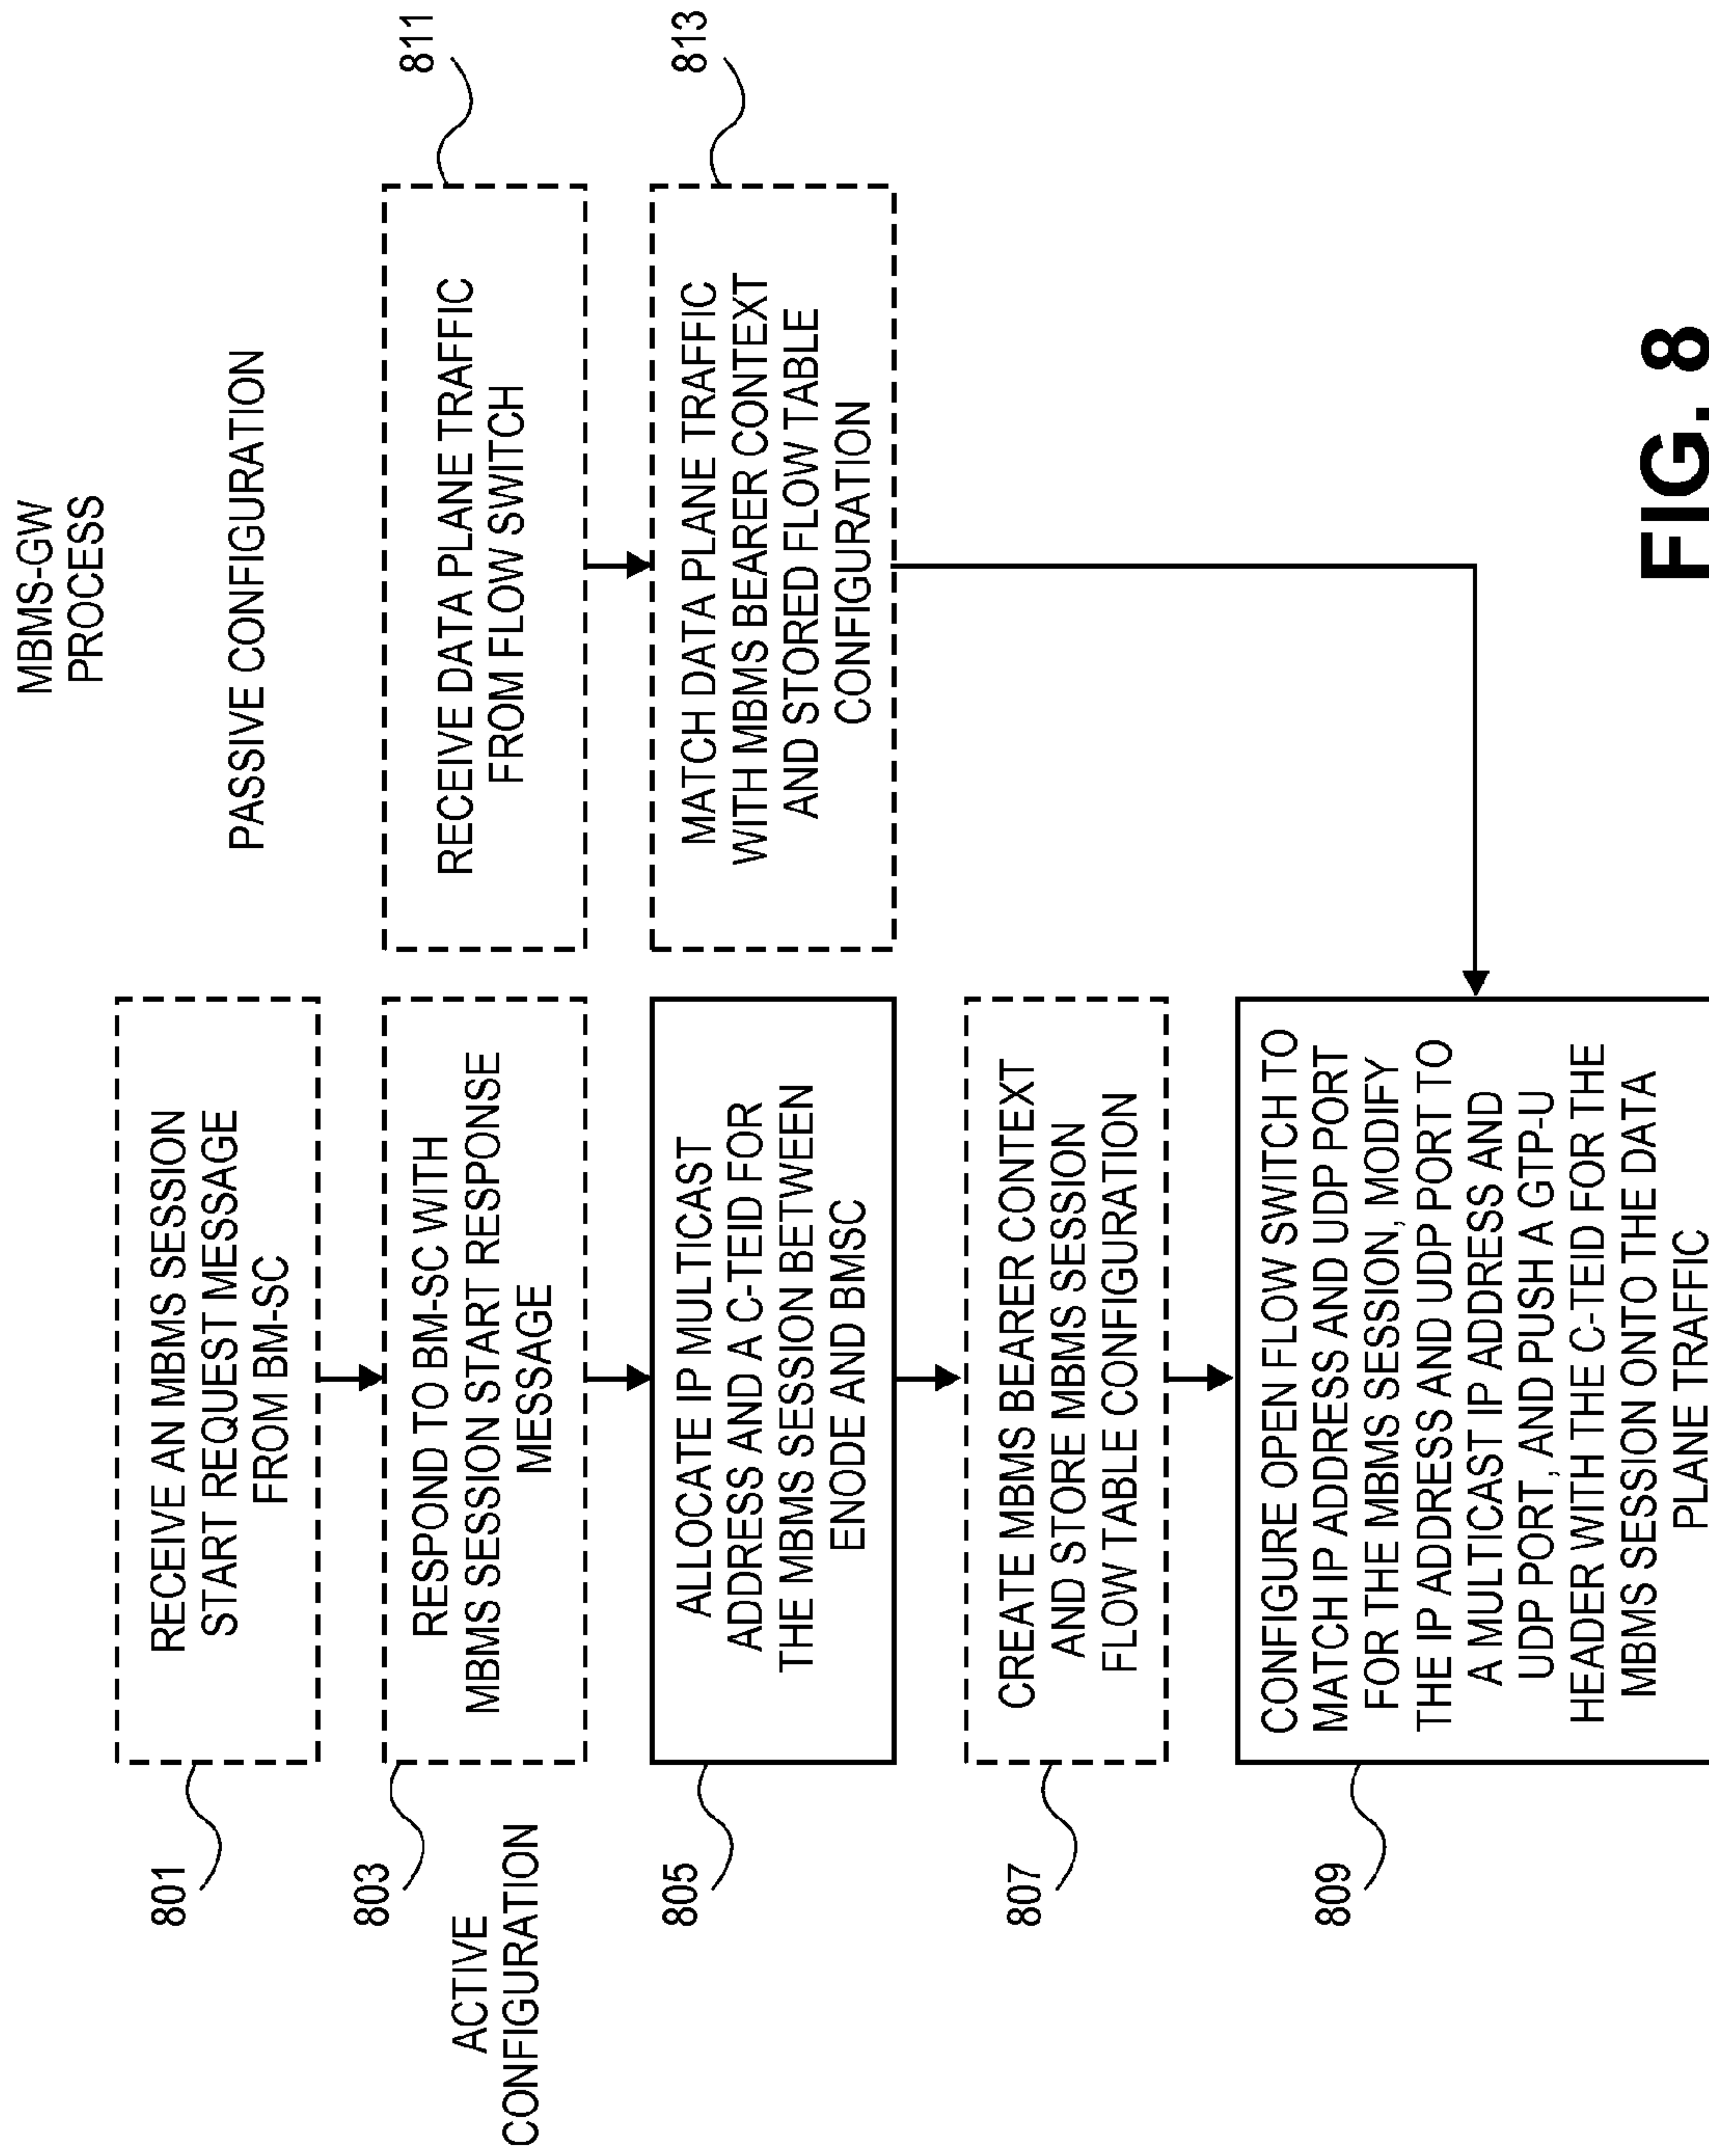 MBMS-GW
PROCESS
PASSIVE CONFIGURATION
ACTIVE
CONFIGURATION
801
RECEIVE AN MBMS SESSION
START REQUEST MESSAGE
FROM BM-SC
803
RESPOND TO BM-SC WITH
MBMS SESSION START RESPONSE
MESSAGE
805
ALLOCATE IP MULTICAST
ADDRESS AND A C-TEID FOR
THE MBMS SESSION BETWEEN
ENODE AND BMSC
807
CREATE MBMS BEARER CONTEXT
AND STORE MBMS SESSION
FLOW TABLE CONFIGURATION
809
CONFIGURE OPEN FLOW SWITCH TO
MATCH IP ADDRESS AND UDP PORT
FOR THE MBMS SESSION, MODIFY
THE IP ADDRESS AND UDP PORT TO
A MULTICAST IP ADDRESS AND
UDP PORT, AND PUSH A GTP-U
HEADER WITH THE C-TEID FOR THE
MBMS SESSION ONTO THE DATA
PLANE TRAFFIC
811
RECEIVE DATA PLANE TRAFFIC
FROM FLOW SWITCH
813
MATCH DATA PLANE TRAFFIC
WITH MBMS BEARER CONTEXT
AND STORED FLOW TABLE
CONFIGURATION
FIG. 8